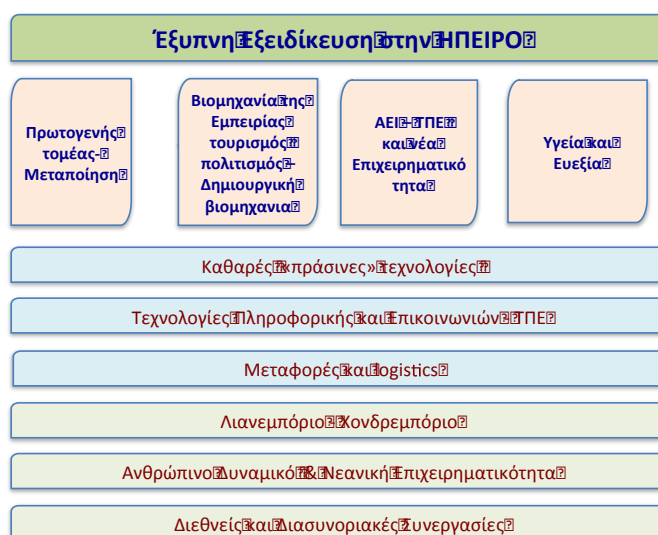 Έξυπνη Εξειδίκευση στην ΗΠΕΙΡΟ
Πρωτογενής
τομέας-
Μεταποίηση
Βιομηχανία της
Εμπειρίας
τουρισμός
πολιτισμός –
Δημιουργική
βιομηχανια
ΑΕΙ – ΤΠΕ
και νέα
Επιχειρηματικό
τητα
Υγεία και
Ευεξία
Καθαρές «πράσινες» τεχνολογίες
Τεχνολογίες Πληροφορικής και Επικοινωνιών - ΤΠΕ
Μεταφορές και logistics
Λιανεμπόριο - Χονδρεμπόριο
Ανθρώπινο Δυναμικό & Νεανική Επιχειρηματικότητα
Διεθνείς και Διασυνοριακές Συνεργασίες